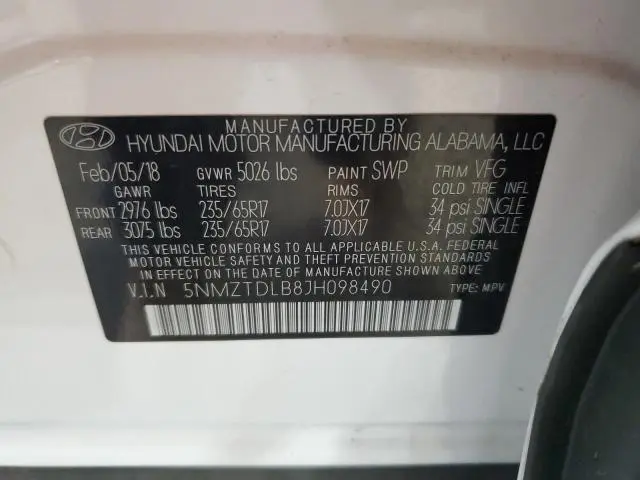 MANUFACTURED BY
HYUNDAI MOTOR MANUFACTURING ALABAMA, LLC
Feb/05/18 GVWR 5026 lbs PAINT SWP TRIM VFG
GAWR TIRES RIMS COLD TIRE INFL
FRONT 2976 lbs 235/65R17 7.0JX17 34 psi SINGLE
REAR 3075 lbs 235/65R17 7.0JX17 34 psi SINGLE
THIS VEHICLE CONFORMS TO ALL APPLICABLE U.S.A. FEDERAL
MOTOR VEHICLE SAFETY AND THEFT PREVENTION STANDARDS
IN EFFECT ON THE DATE OF MANUFACTURE SHOWN ABOVE.
V.I.N 5NMZTDLB8JH098490 TYPE: MPV